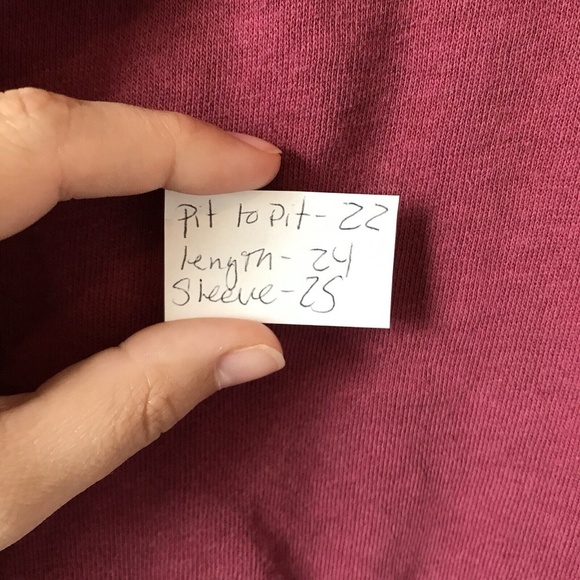 Pit to Pit - 22
length - 24
Sleeve - 25